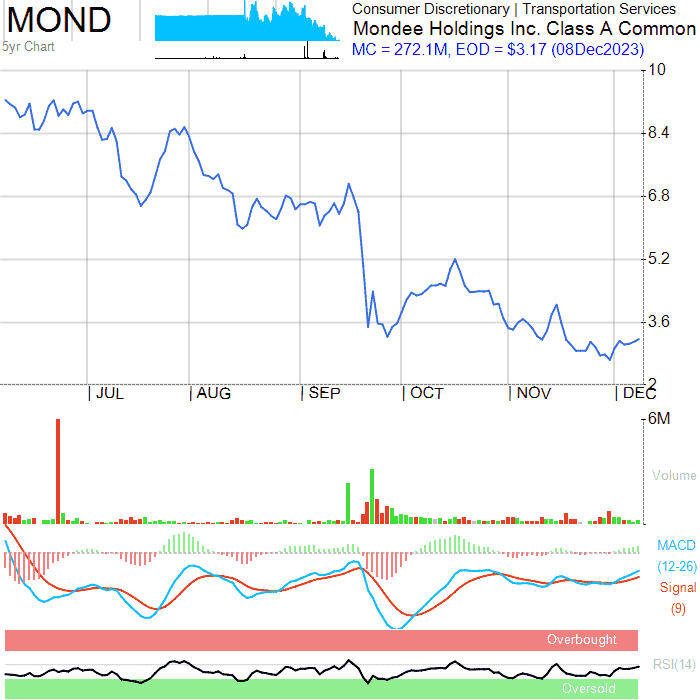 MOND
5yr Chart
Consumer Discretionary | Transportation Services
Mondee Holdings Inc. Class A Common
MC = 272.1M, EOD = $3.17 (08Dec2023)
10
8.4
6.8
5.2
3.6
2
| JUL | AUG | SEP | OCT | NOV | DEC
6M
Volume
MACD
(12-26)
Signal
(9)
Overbought
RSI(14)
Oversold